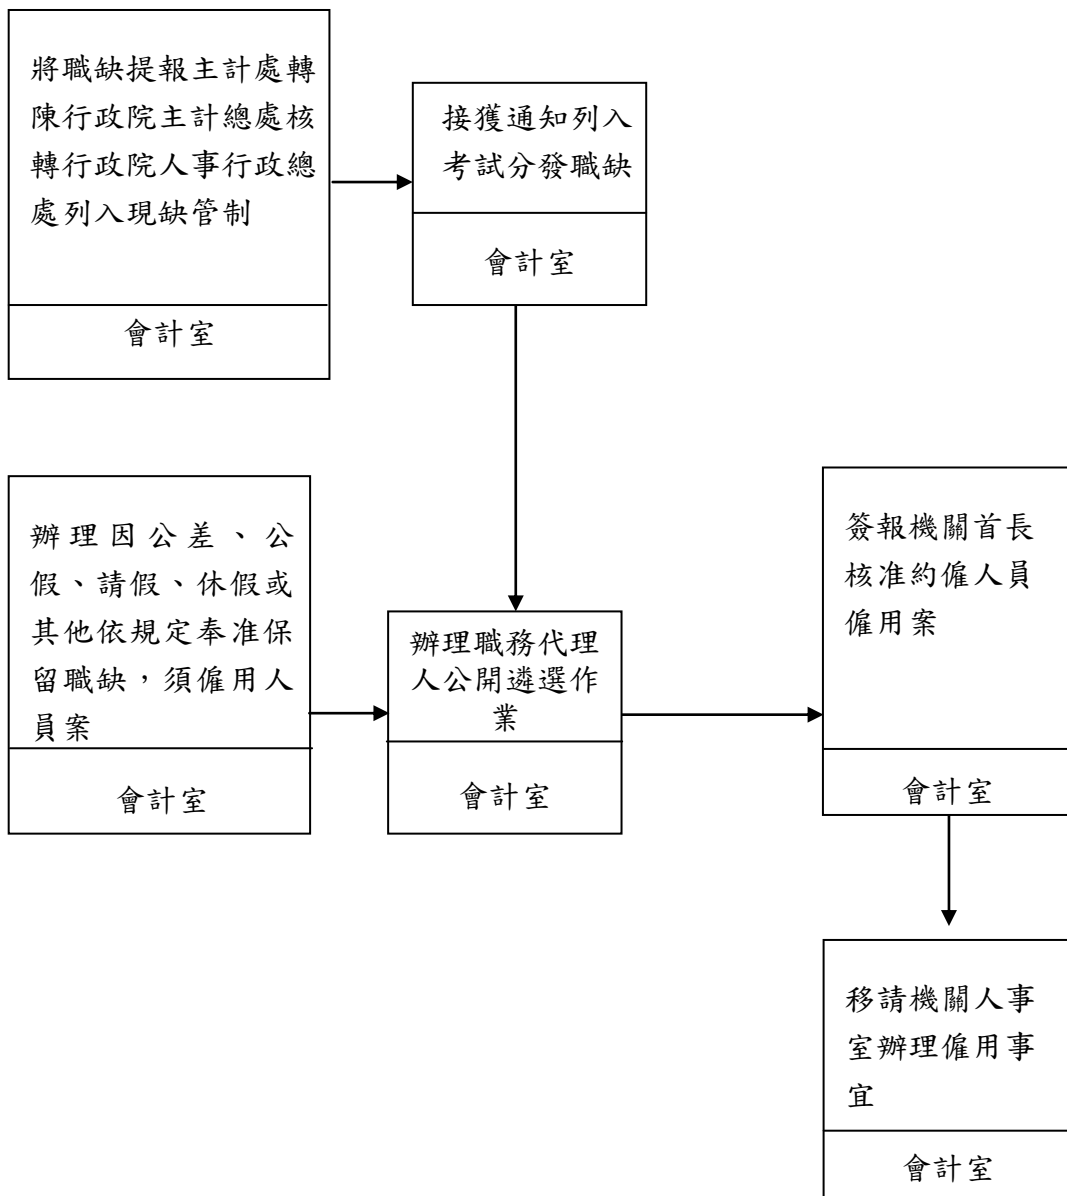 將職缺提報主計處轉
陳行政院主計總處核
轉行政院人事行政總
處列入現缺管制
會計室
接獲通知列入
考試分發職缺
會計室
辦理因公差、公
假、請假、休假或
其他依規定奉准保
留職缺，須僱用人
員案
會計室
辦理職務代理
人公開遴選作
業
會計室
簽報機關首長
核准約僱人員
僱用案
會計室
移請機關人事
室辦理僱用事
宜
會計室